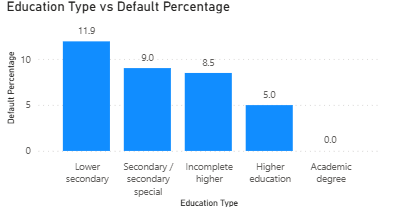 Education Type vs Default Percentage
Default Percentage
10
5
0
11.9
9.0
8.5
5.0
0.0
Lower
secondary
Secondary /
secondary
special
Incomplete
higher
Higher
education
Academic
degree
Education Type